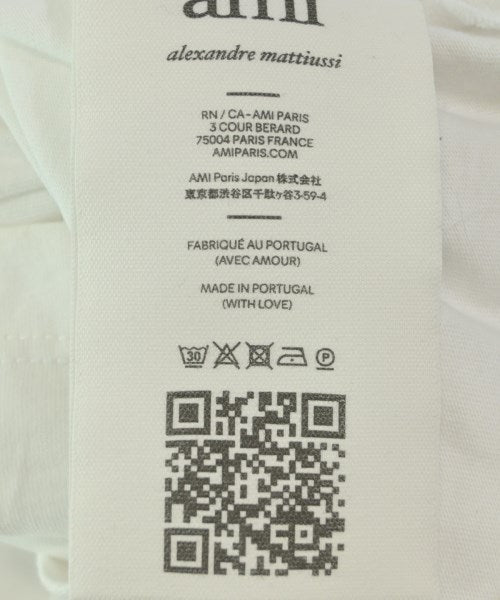 ami
alexandre mattiussi
RN / CA-AMI PARIS
3 COUR BERARD
75004 PARIS FRANCE
AMIPARIS.COM
AMI Paris Japan 株式会社
東京都渋谷区千駄ヶ谷3-59-4
FABRIQUÉ AU PORTUGAL
(AVEC AMOUR)
MADE IN PORTUGAL
(WITH LOVE)
30 P